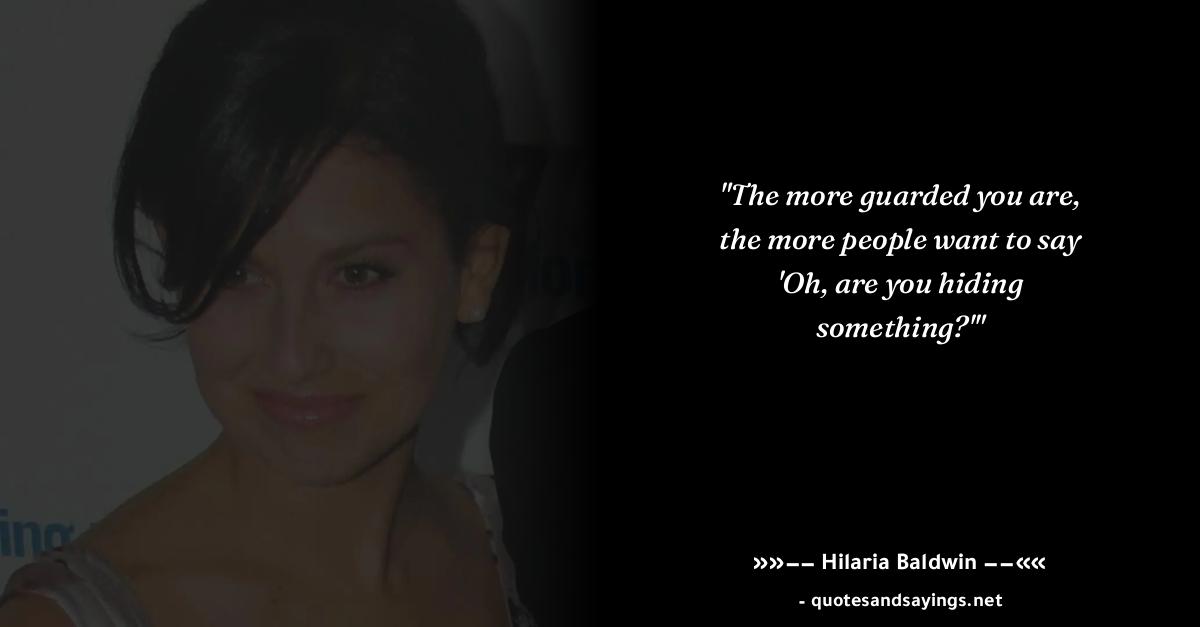 "The more guarded you are,
the more people want to say
'Oh, are you hiding
something?'"
»»−− Hilaria Baldwin −−««
- quotesandsayings.net
ing